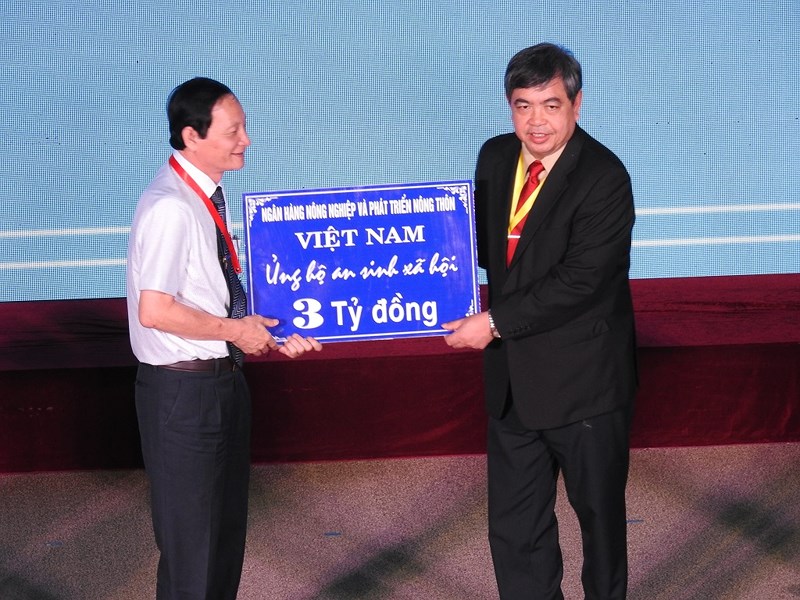 NGÂN HÀNG NÔNG NGHIỆP VÀ PHÁT TRIỂN NÔNG THÔN
VIỆT NAM
Ủng hộ an sinh xã hội
3 Tỷ đồng